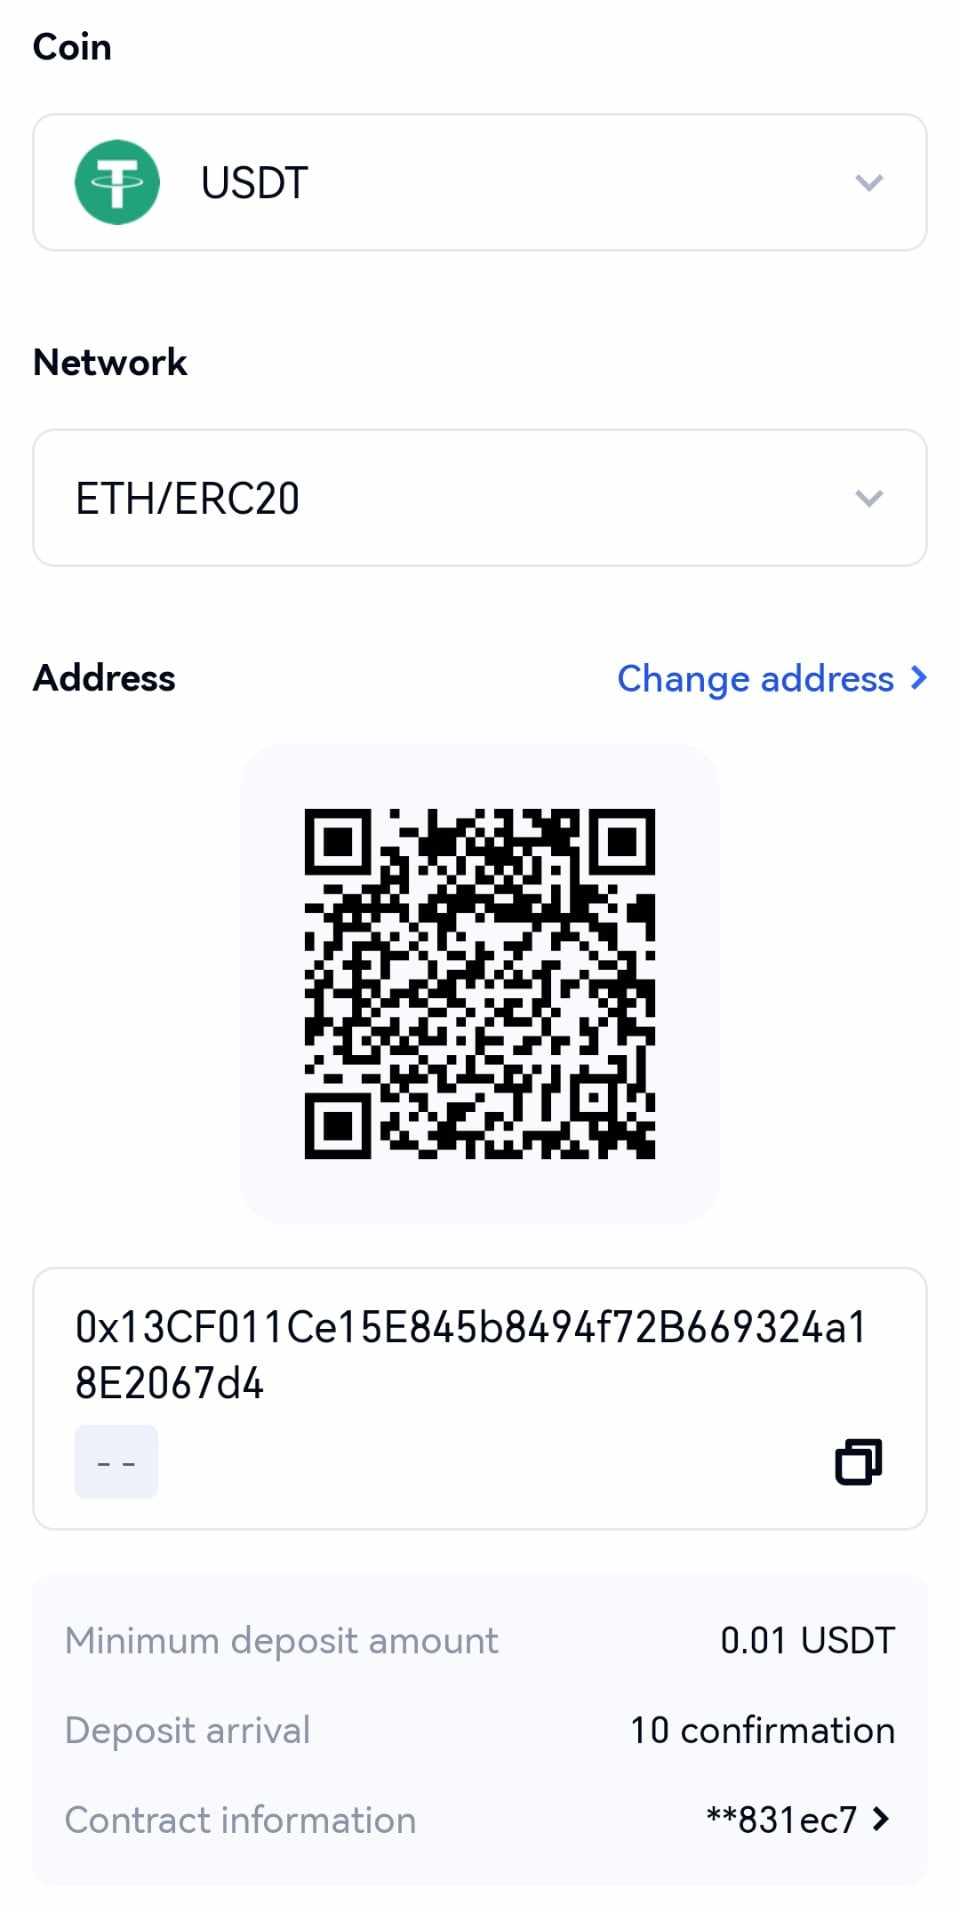 Coin
USDT
Network
ETH/ERC20
Address
Change address
0x13CF011Ce15E845b8494f72B669324a1
8E2067d4
- -
Minimum deposit amount
0.01 USDT
Deposit arrival
10 confirmation
Contract information
**831ec7